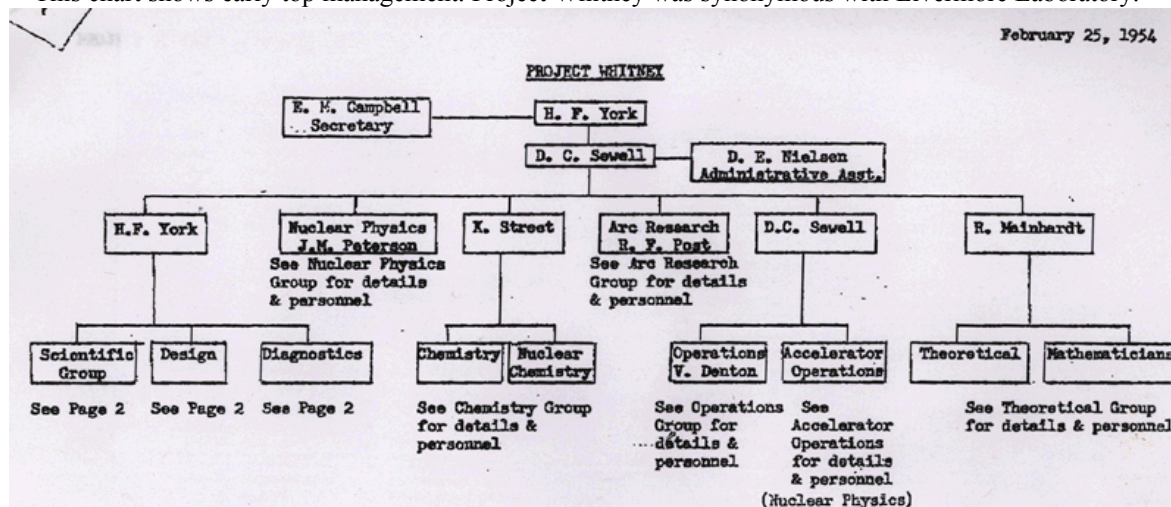 This chart shows early top management. Project Whitney was synonymous with Livermore Laboratory.
February 25, 1954
PROJECT WHITNEY
E. M. Campbell
Secretary
H. F. York
D. C. Sewell
D. E. Nielsen
Administrative Asst.
H.F. York
Nuclear Physics
J.M. Peterson
See Nuclear Physics
Group for details
& personnel
K. Street
Arc Research
R. F. Post
See Arc Research
Group for details
& personnel
D.C. Sewell
R. Mainhardt
Scientific
Group
See Page 2
Design
See Page 2
Diagnostics
See Page 2
Chemistry
Nuclear
Chemistry
See Chemistry Group
for details &
personnel
Operations
V. Denton
See Operations
Group for
details &
personnel
Accelerator
Operations
See
Accelerator
Operations
for details
& personnel
(Nuclear Physics)
Theoretical
Mathematicians
See Theoretical Group
for details & personnel